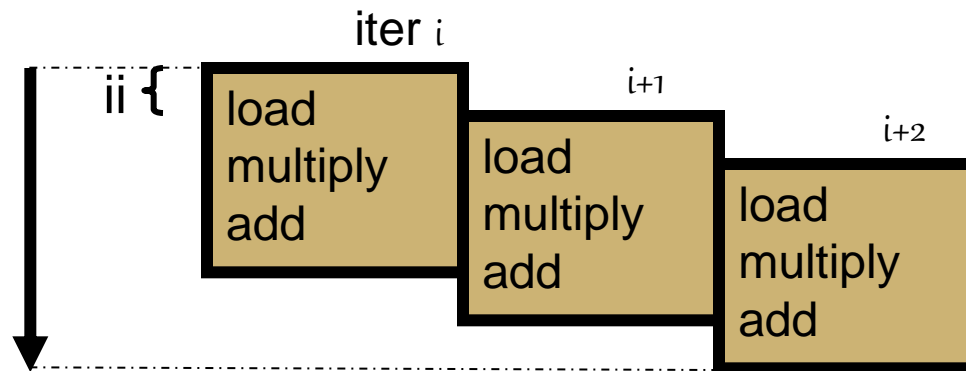 iter i
ii {
load
multiply
add
i+1
load
multiply
add
i+2
load
multiply
add